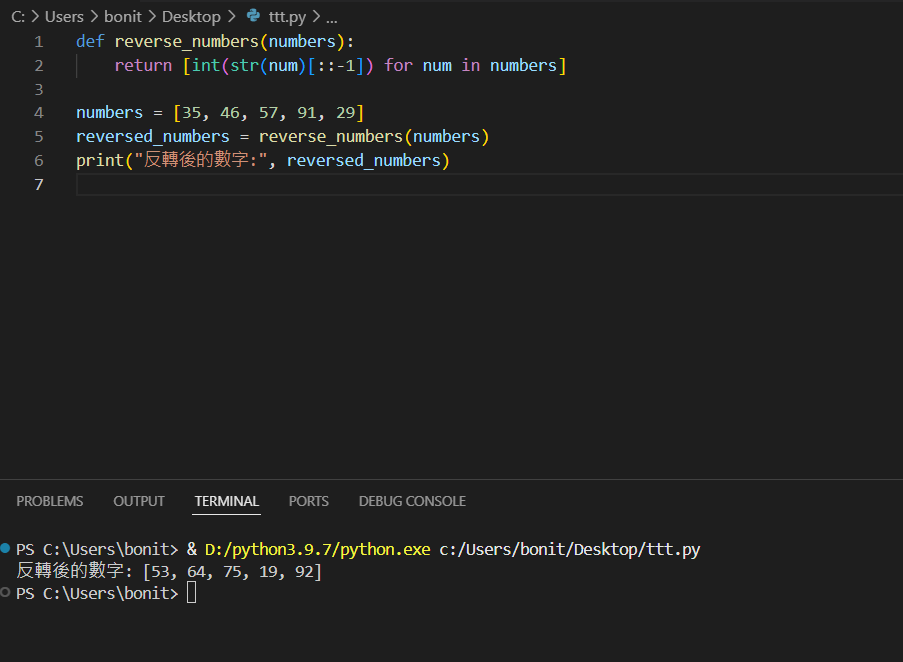 C: > Users > bonit > Desktop > ttt.py > ...
1 def reverse_numbers(numbers):
2     return [int(str(num)[::-1]) for num in numbers]
3
4 numbers = [35, 46, 57, 91, 29]
5 reversed_numbers = reverse_numbers(numbers)
6 print("反轉後的數字:", reversed_numbers)
7
PROBLEMS OUTPUT TERMINAL PORTS DEBUG CONSOLE
PS C:\Users\bonit> & D:/python3.9.7/python.exe c:/Users/bonit/Desktop/ttt.py
反轉後的數字: [53, 64, 75, 19, 92]
PS C:\Users\bonit>